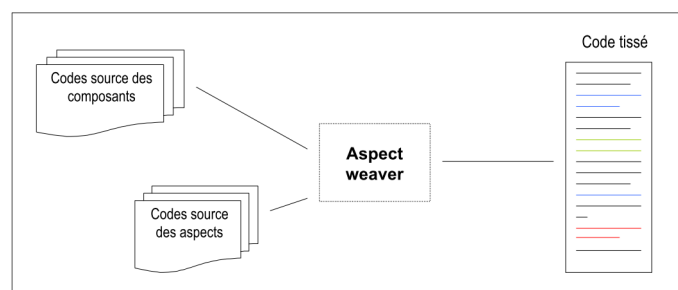 Code tissé
Codes source des
composants
Aspect
weaver
Codes source
des aspects